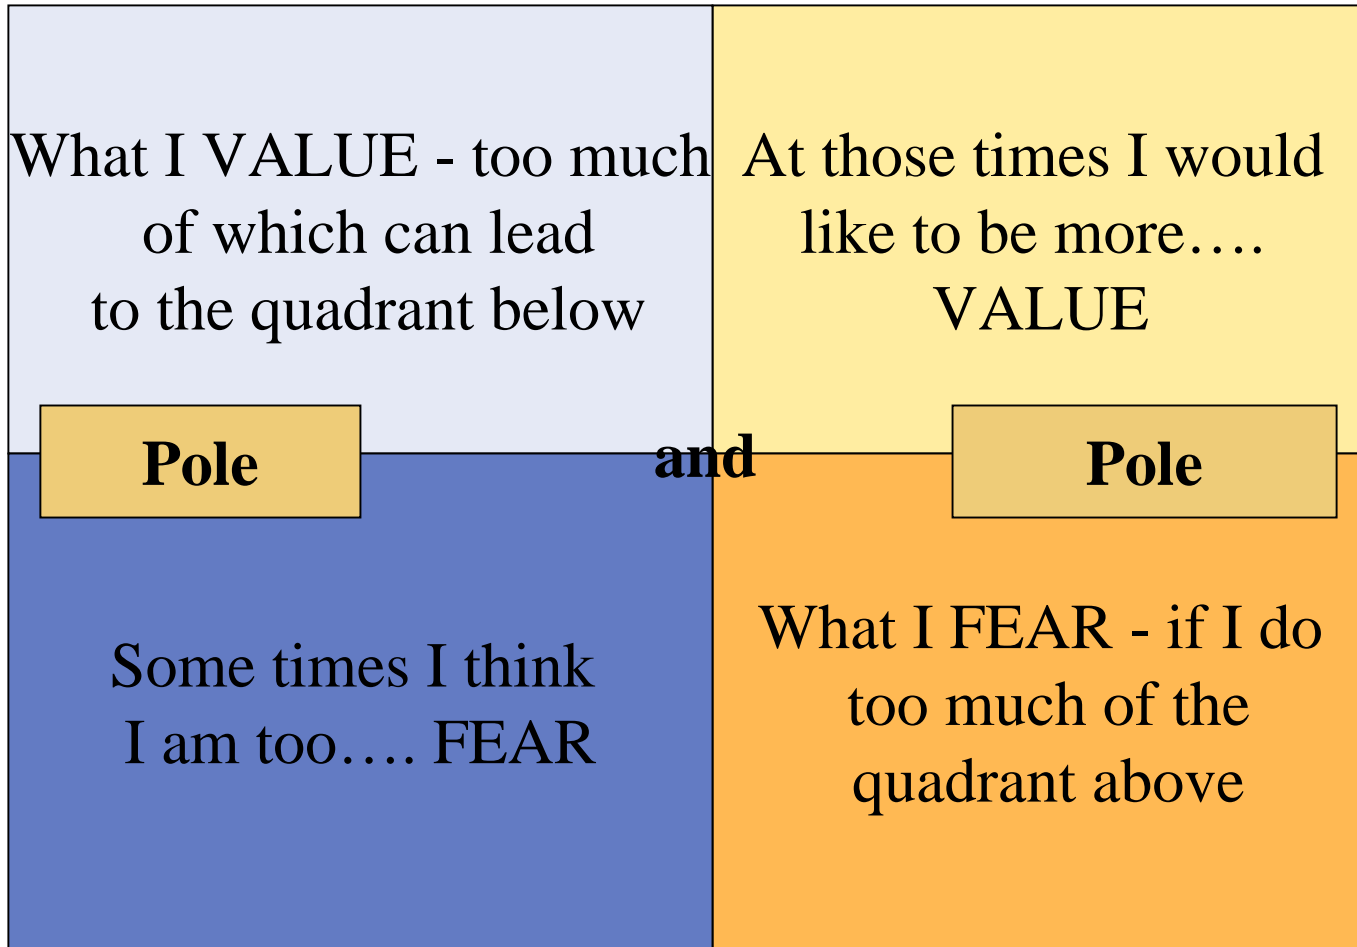 What I VALUE - too much
of which can lead
to the quadrant below
At those times I would
like to be more....
VALUE
Pole
and
Pole
Some times I think
I am too.... FEAR
What I FEAR - if I do
too much of the
quadrant above